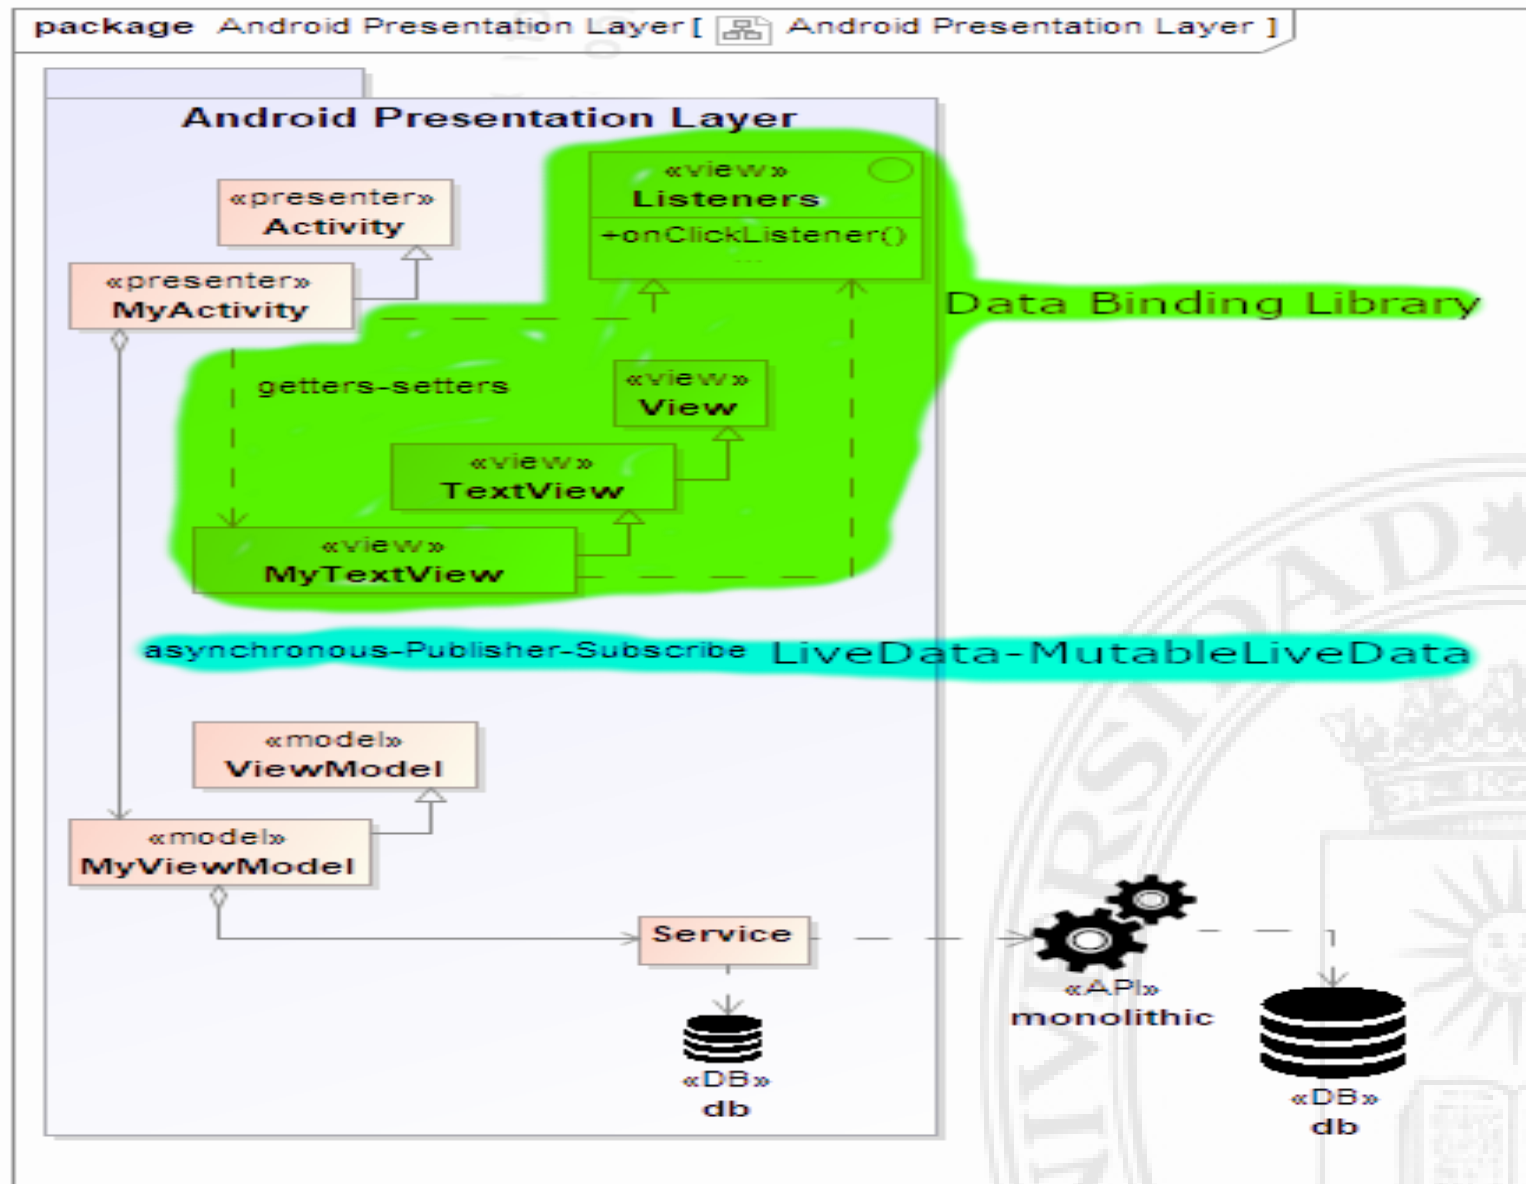 package Android Presentation Layer [ Android Presentation Layer ]
Android Presentation Layer
«presenter»
Activity
«view»
Listeners
+onClickListener()
...
«presenter»
MyActivity
Data Binding Library
getters-setters
«view»
View
«view»
TextView
«view»
MyTextView
asynchronous-Publisher-Subscribe LiveData-MutableLiveData
«model»
ViewModel
«model»
MyViewModel
Service
«API»
monolithic
«DB»
db
«DB»
db